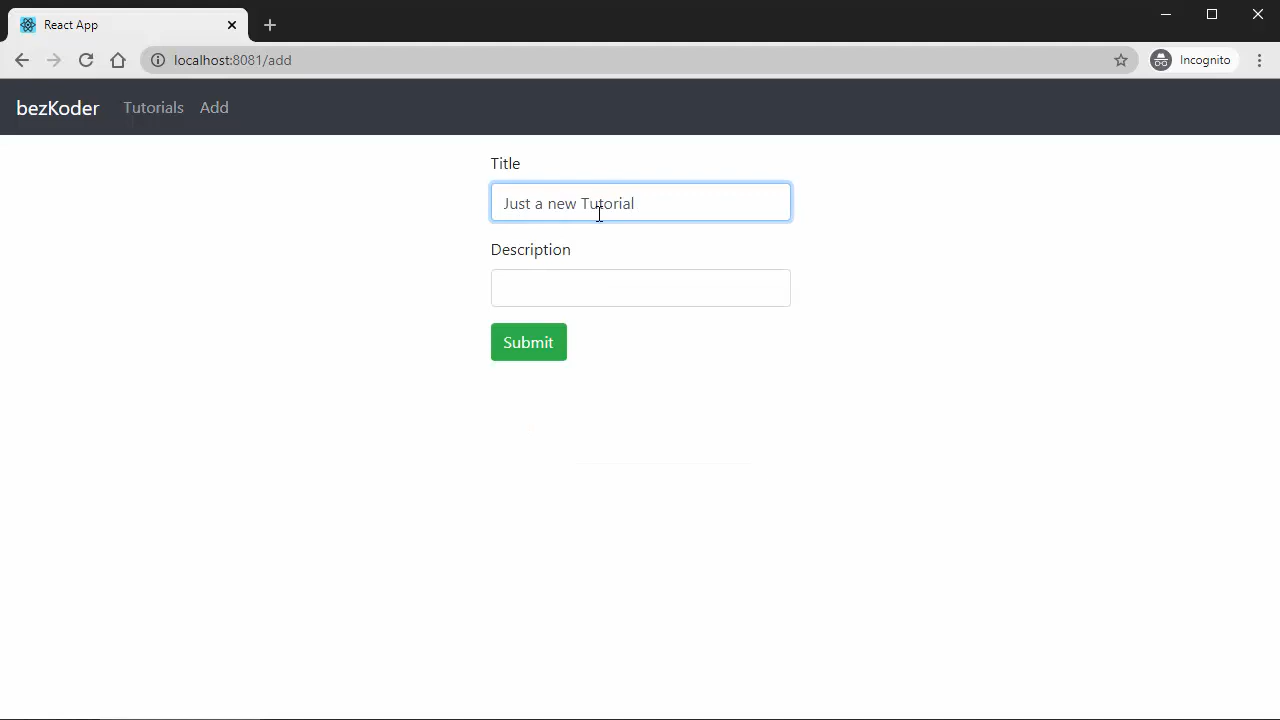 React App
localhost:8081/add
Incognito
bezKoder Tutorials Add
Title
Just a new Tutorial
Description
Submit